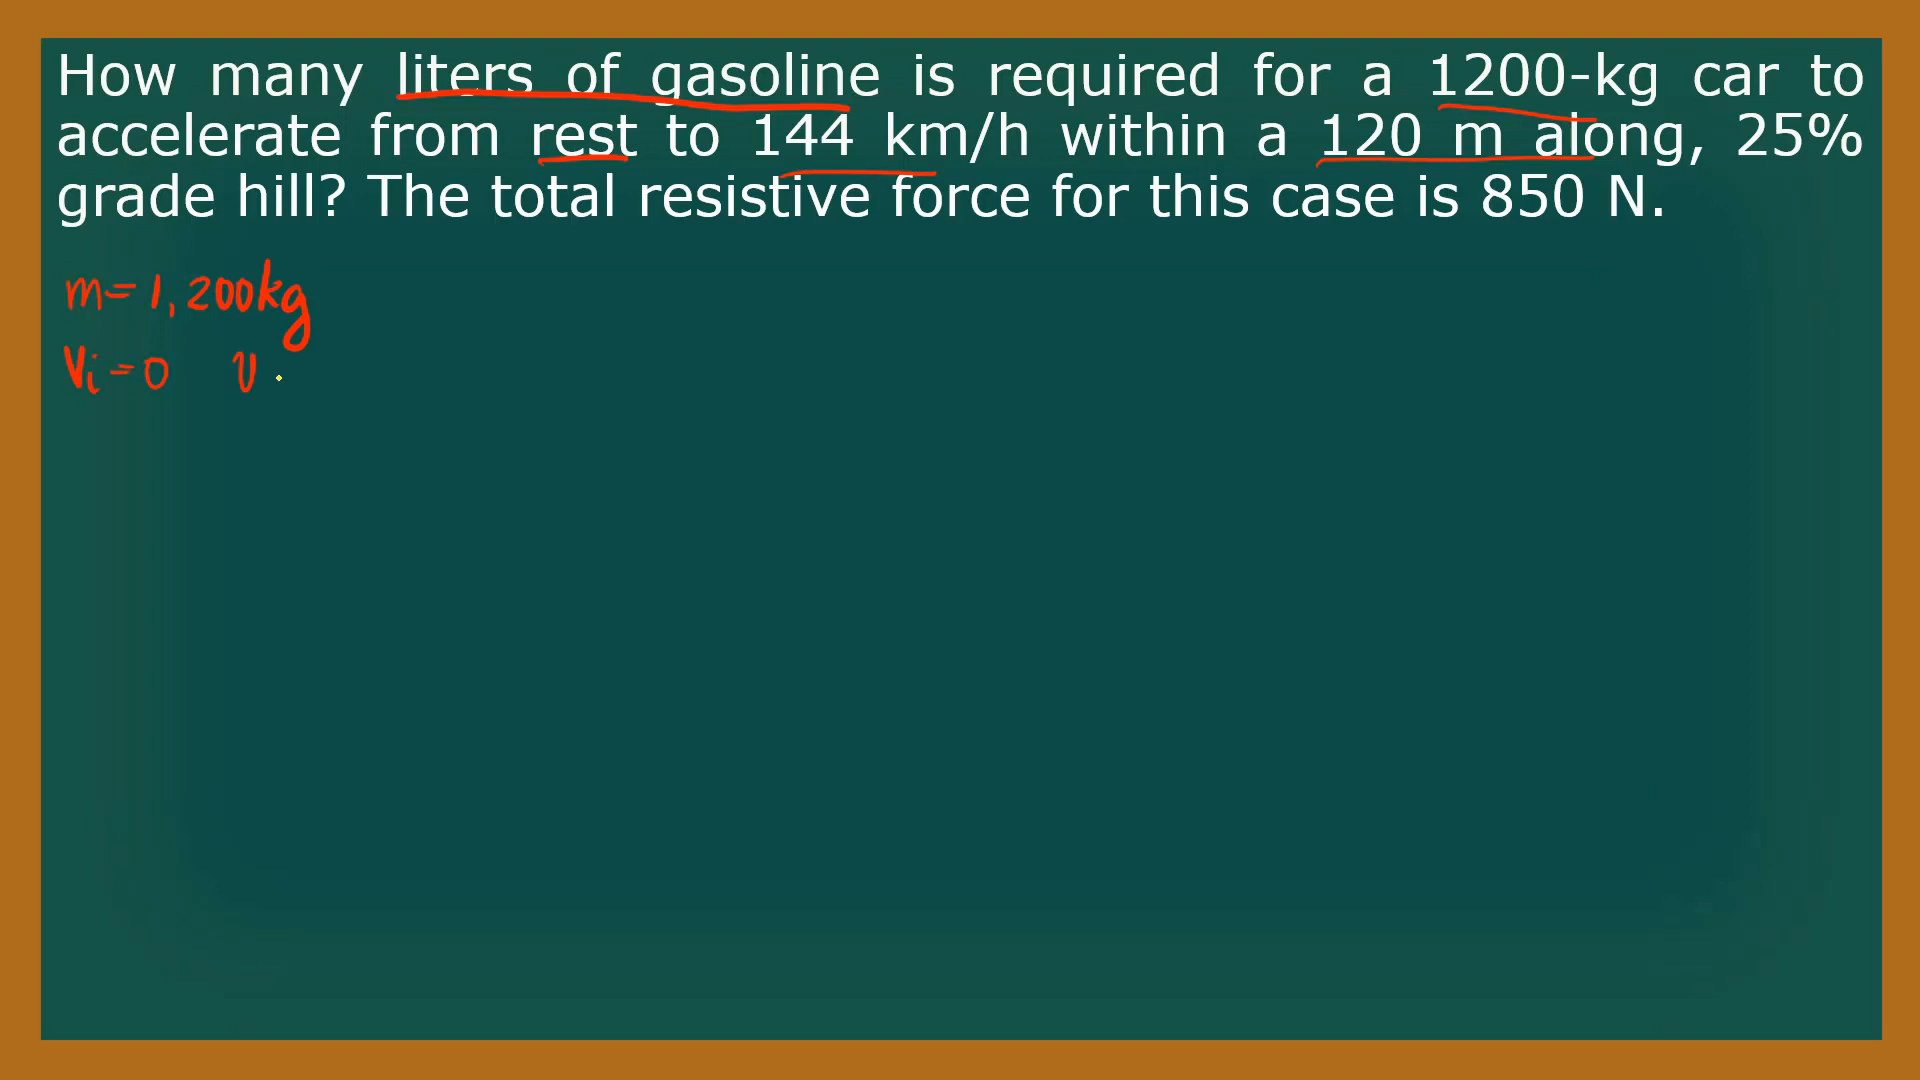 How many liters of gasoline is required for a 1200-kg car to
accelerate from rest to 144 km/h within a 120 m along, 25%
grade hill? The total resistive force for this case is 850 N.
m = 1,200kg
Vi = 0 v